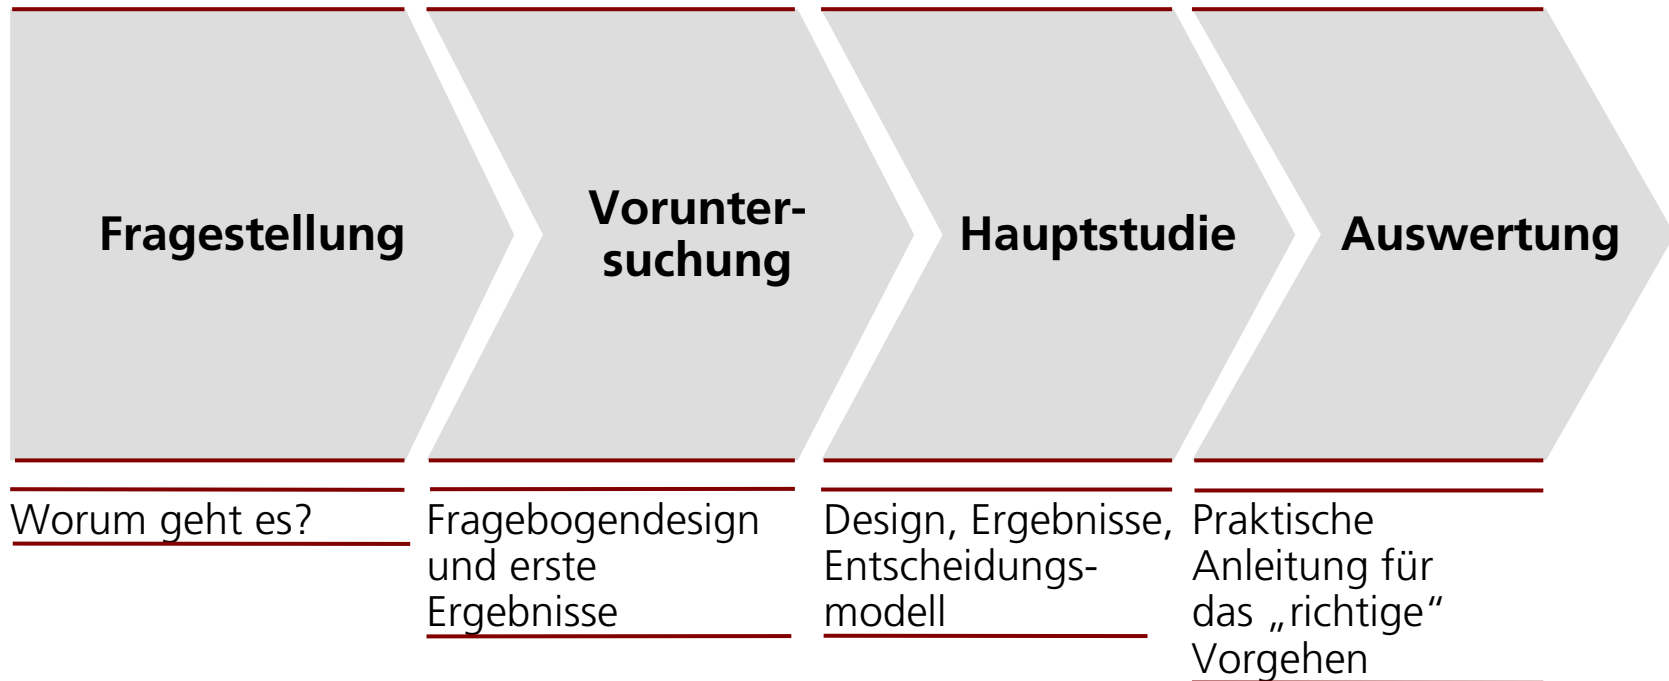 Fragestellung
Vorunter-
suchung
Hauptstudie
Auswertung
Worum geht es?
Fragebogendesign
und erste
Ergebnisse
Design, Ergebnisse,
Entscheidungs-
modell
Praktische
Anleitung für
das „richtige“
Vorgehen